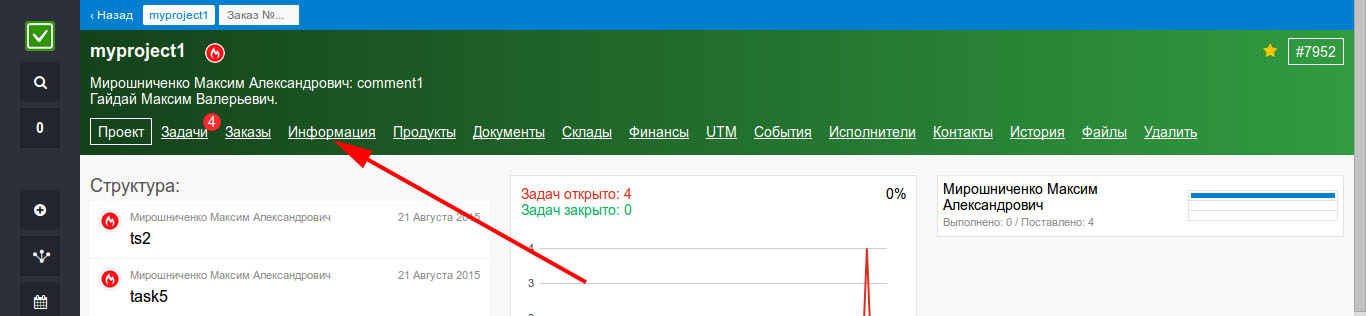 ‹ Назад myproject1 Заказ №...
myproject1 #7952
Мирошниченко Максим Александрович: comment1
Гайдай Максим Валерьевич.
0
Проект Задачи 4 Заказы Информация Продукты Документы Склады Финансы UTM События Исполнители Контакты История Файлы Удалить
Структура:
Мирошниченко Максим Александрович 21 Августа 2015
ts2
Мирошниченко Максим Александрович 21 Августа 2015
task5
Задач открыто: 4 0%
Задач закрыто: 0
4
3
Мирошниченко Максим
Александрович
Выполнено: 0 / Поставлено: 4